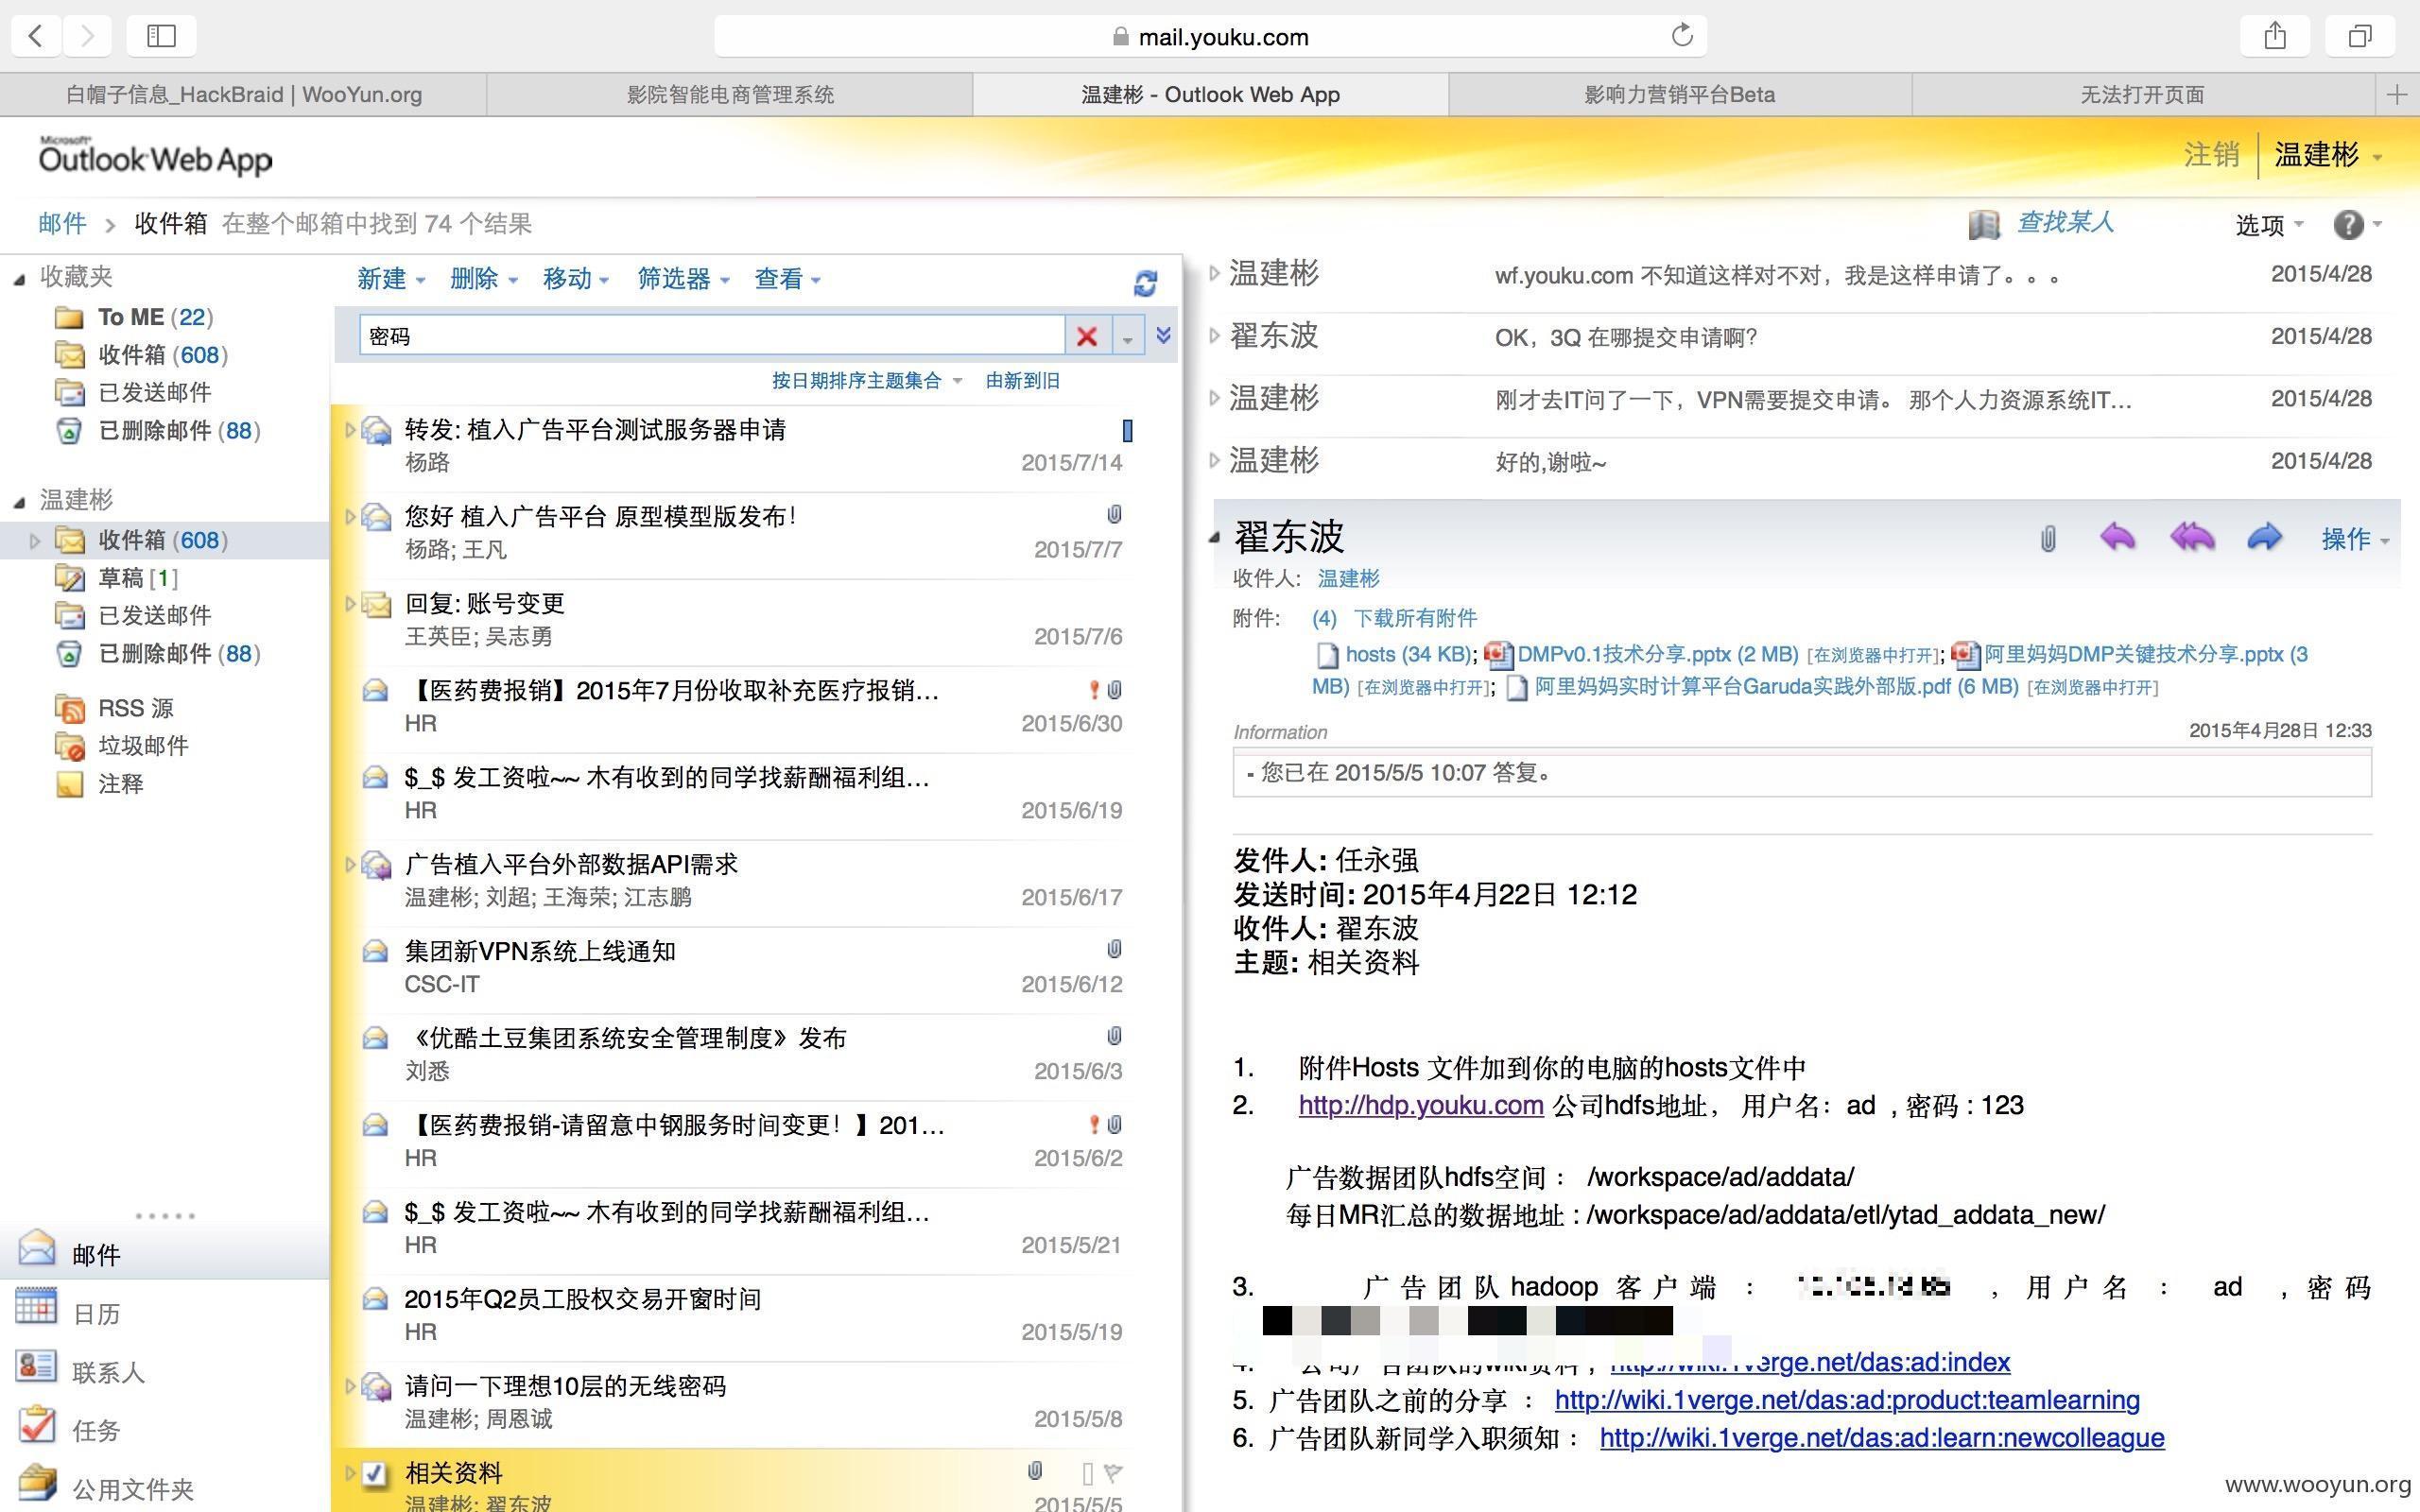 mail.youku.com
白帽子信息_HackBraid | WooYun.org
影院智能电商管理系统
温建彬 - Outlook Web App
影响力营销平台Beta
无法打开页面
Microsoft
Outlook Web App
注销
温建彬
邮件 > 收件箱 在整个邮箱中找到 74 个结果
查找某人
选项
收藏夹
To ME (22)
收件箱 (608)
已发送邮件
已删除邮件 (88)
温建彬
收件箱 (608)
草稿 [1]
已发送邮件
已删除邮件 (88)
RSS 源
垃圾邮件
注释
邮件
日历
联系人
任务
公用文件夹
新建 删除 移动 筛选器 查看
密码
按日期排序主题集合 由新到旧
转发: 植入广告平台测试服务器申请
杨路 2015/7/14
您好 植入广告平台 原型模型版发布！
杨路; 王凡 2015/7/7
回复: 账号变更
王英臣; 吴志勇 2015/7/6
【医药费报销】2015年7月份收取补充医疗报销…
HR 2015/6/30
$_$ 发工资啦~~ 木有收到的同学找薪酬福利组…
HR 2015/6/19
广告植入平台外部数据API需求
温建彬; 刘超; 王海荣; 江志鹏 2015/6/17
集团新VPN系统上线通知
CSC-IT 2015/6/12
《优酷土豆集团系统安全管理制度》发布
刘悉 2015/6/3
【医药费报销-请留意中钢服务时间变更！】201…
HR 2015/6/2
$_$ 发工资啦~~ 木有收到的同学找薪酬福利组…
HR 2015/5/21
2015年Q2员工股权交易开窗时间
HR 2015/5/19
请问一下理想10层的无线密码
温建彬; 周恩诚 2015/5/8
相关资料
温建彬; 翟东波 2015/5/5
温建彬 wf.youku.com 不知道这样对不对，我是这样申请了。。。 2015/4/28
翟东波 OK，3Q 在哪提交申请啊？ 2015/4/28
温建彬 刚才去IT问了一下，VPN需要提交申请。 那个人力资源系统IT… 2015/4/28
温建彬 好的,谢啦~ 2015/4/28
翟东波
操作
收件人: 温建彬
附件: (4) 下载所有附件
hosts (34 KB); DMPv0.1技术分享.pptx (2 MB) [在浏览器中打开]; 阿里妈妈DMP关键技术分享.pptx (3
MB) [在浏览器中打开]; 阿里妈妈实时计算平台Garuda实践外部版.pdf (6 MB) [在浏览器中打开]
Information 2015年4月28日 12:33
- 您已在 2015/5/5 10:07 答复。
发件人: 任永强
发送时间: 2015年4月22日 12:12
收件人: 翟东波
主题: 相关资料
1. 附件Hosts 文件加到你的电脑的hosts文件中
2. http://hdp.youku.com 公司hdfs地址， 用户名：ad ，密码 : 123
广告数据团队hdfs空间： /workspace/ad/addata/
每日MR汇总的数据地址 : /workspace/ad/addata/etl/ytad_addata_new/
3. 广告团队hadoop客户端： ，用户名： ad ，密码
4. 公司广告团队的wiki资料， http://wiki.1verge.net/das:ad:index
5. 广告团队之前的分享 ： http://wiki.1verge.net/das:ad:product:teamlearning
6. 广告团队新同学入职须知： http://wiki.1verge.net/das:ad:learn:newcolleague
www.wooyun.org